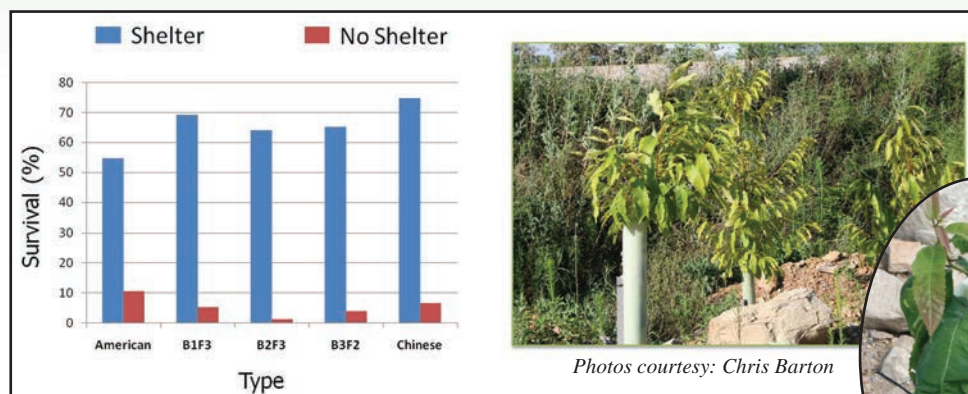 Shelter
No Shelter
Survival (%)
80
70
60
50
40
30
20
10
0
American
B1F3
B2F3
B3F2
Chinese
Type
Photos courtesy: Chris Barton